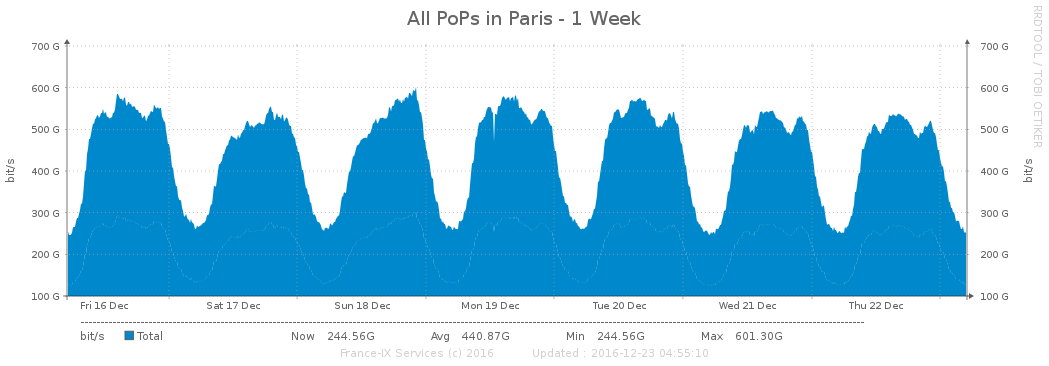 All PoPs in Paris - 1 Week
RRDTOOL / TOBI OETIKER
bit/s
700 G
600 G
500 G
400 G
300 G
200 G
100 G
700 G
600 G
500 G
400 G
300 G
200 G
100 G
bit/s
Fri 16 Dec Sat 17 Dec Sun 18 Dec Mon 19 Dec Tue 20 Dec Wed 21 Dec Thu 22 Dec
bit/s Total Now 244.56G Avg 440.87G Min 244.56G Max 601.30G
France-IX Services (c) 2016 Updated : 2016-12-23 04:55:10